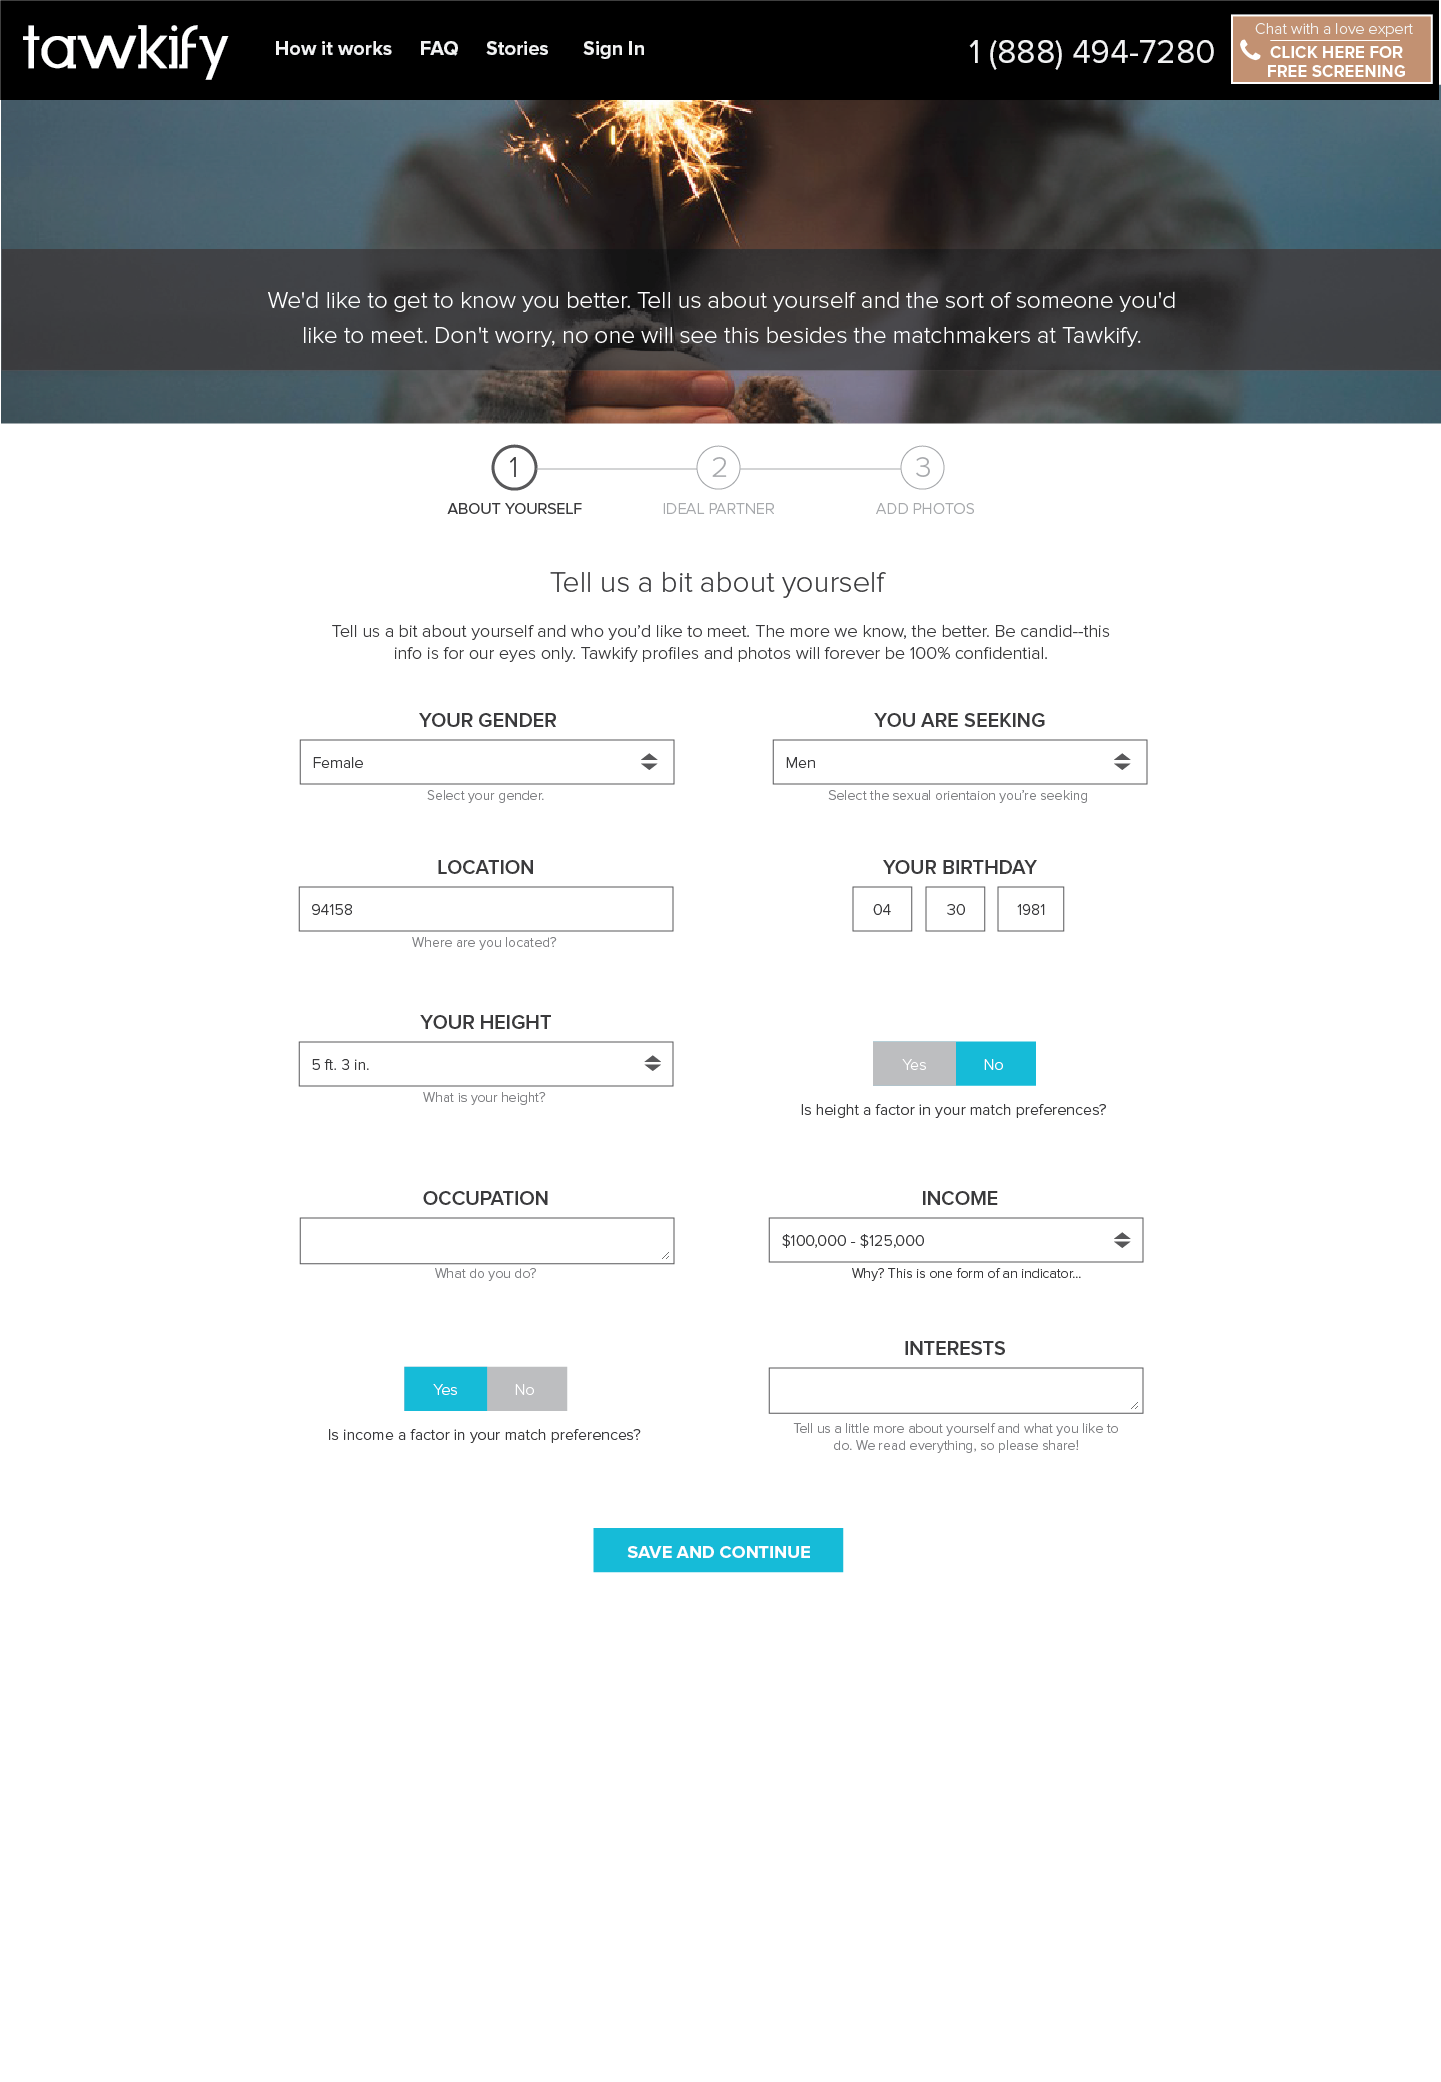 tawkify
How it works FAQ Stories Sign In
1 (888) 494-7280
Chat with a love expert
CLICK HERE FOR
FREE SCREENING
We'd like to get to know you better. Tell us about yourself and the sort of someone you'd
like to meet. Don't worry, no one will see this besides the matchmakers at Tawkify.
1 2 3
ABOUT YOURSELF IDEAL PARTNER ADD PHOTOS
Tell us a bit about yourself
Tell us a bit about yourself and who you’d like to meet. The more we know, the better. Be candid--this
info is for our eyes only. Tawkify profiles and photos will forever be 100% confidential.
YOUR GENDER YOU ARE SEEKING
Female Men
Select your gender. Select the sexual orientaion you’re seeking
LOCATION YOUR BIRTHDAY
94158 04 30 1981
Where are you located?
YOUR HEIGHT
5 ft. 3 in. Yes No
What is your height?
Is height a factor in your match preferences?
OCCUPATION INCOME
$100,000 - $125,000
What do you do? Why? This is one form of an indicator...
INTERESTS
Yes No
Is income a factor in your match preferences?
Tell us a little more about yourself and what you like to
do. We read everything, so please share!
SAVE AND CONTINUE